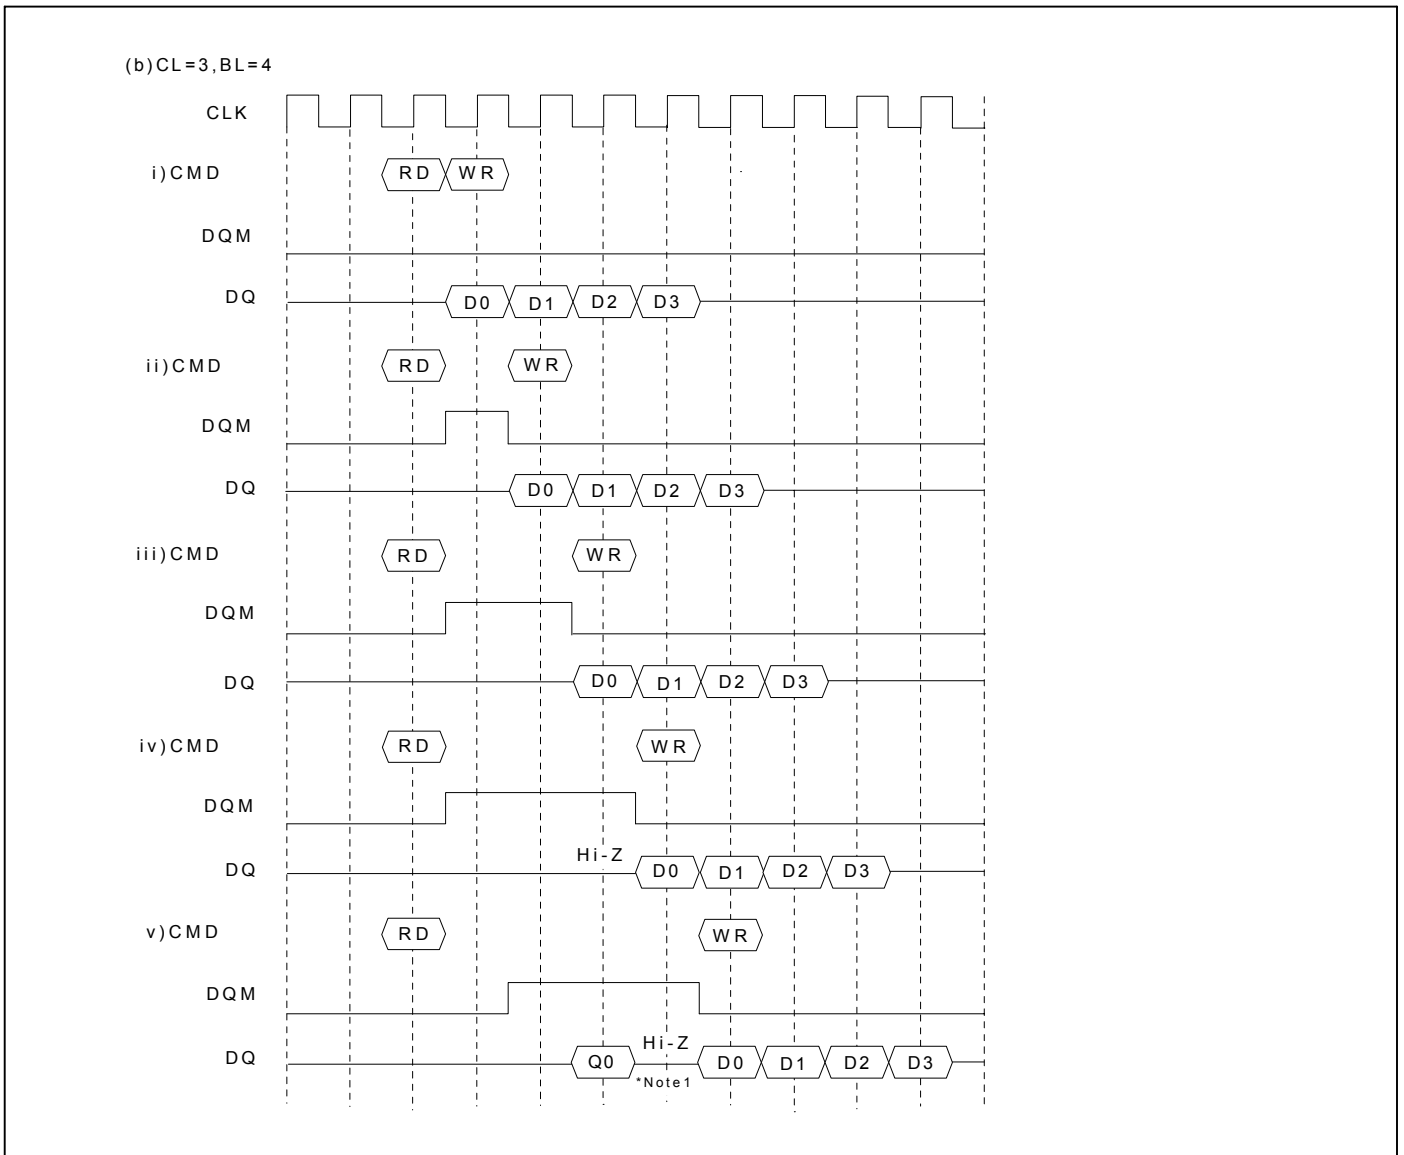 (b)CL=3,BL=4
CLK
i)CMD RD WR
DQM
DQ D0 D1 D2 D3
ii)CMD RD WR
DQM
DQ D0 D1 D2 D3
iii)CMD RD WR
DQM
DQ D0 D1 D2 D3
iv)CMD RD WR
DQM
Hi-Z
DQ D0 D1 D2 D3
v)CMD RD WR
DQM
Hi-Z
DQ Q0 D0 D1 D2 D3
*Note1